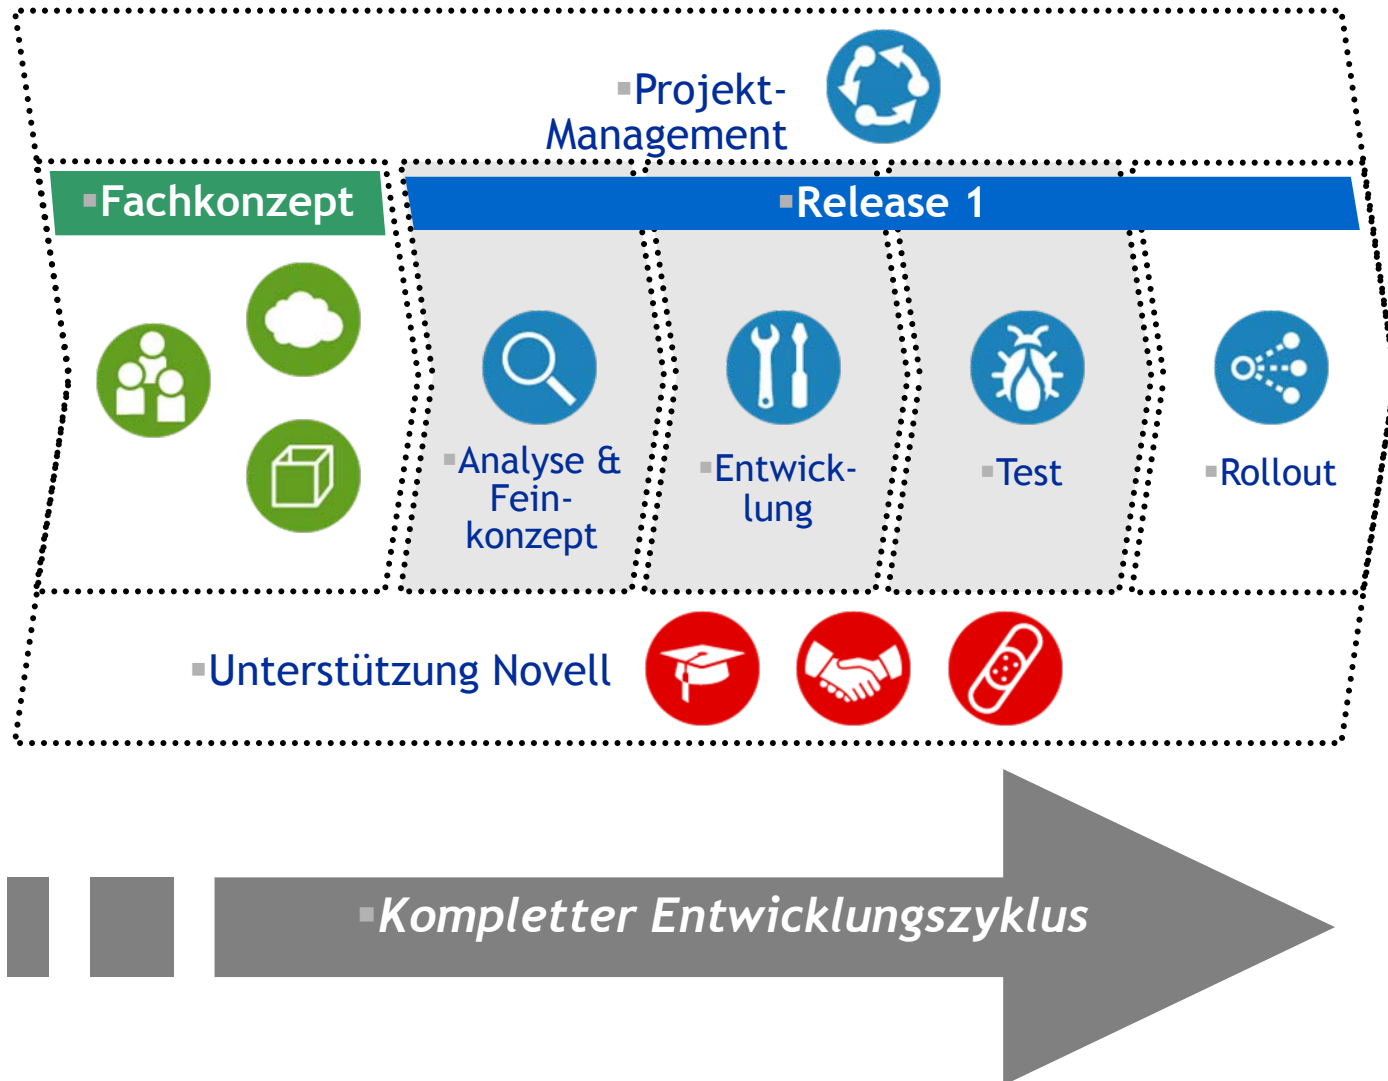 ▪Projekt-
Management
▪Fachkonzept
▪Release 1
▪Analyse &
Fein-
konzept
▪Entwick-
lung
▪Test
▪Rollout
▪Unterstützung Novell
▪Kompletter Entwicklungszyklus